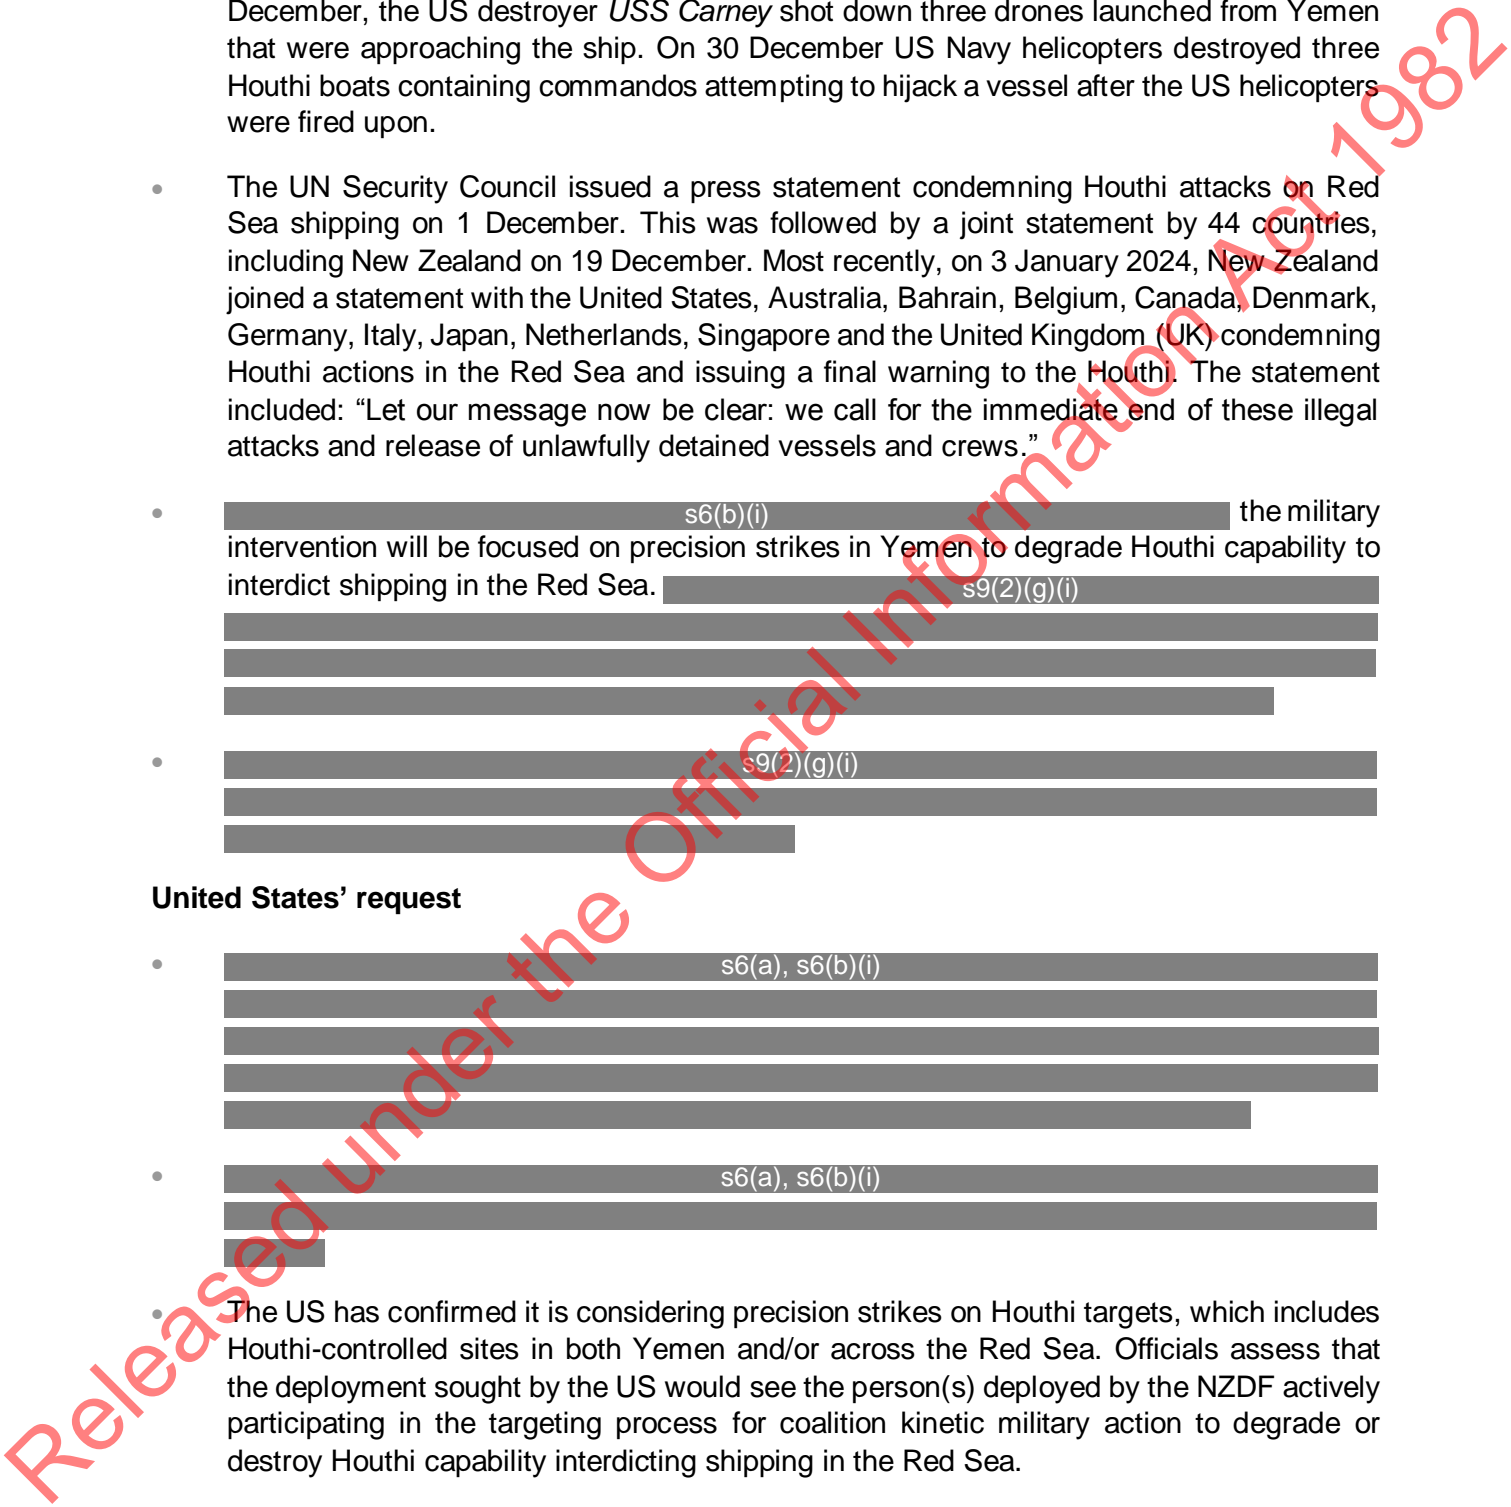 December, the US destroyer USS Carney shot down three drones launched from Yemen
that were approaching the ship. On 30 December US Navy helicopters destroyed three
Houthi boats containing commandos attempting to hijack a vessel after the US helicopters
were fired upon.
• The UN Security Council issued a press statement condemning Houthi attacks on Red
Sea shipping on 1 December. This was followed by a joint statement by 44 countries,
including New Zealand on 19 December. Most recently, on 3 January 2024, New Zealand
joined a statement with the United States, Australia, Bahrain, Belgium, Canada, Denmark,
Germany, Italy, Japan, Netherlands, Singapore and the United Kingdom (UK) condemning
Houthi actions in the Red Sea and issuing a final warning to the Houthi. The statement
included: “Let our message now be clear: we call for the immediate end of these illegal
attacks and release of unlawfully detained vessels and crews.”
• s6(b)(i) the military
intervention will be focused on precision strikes in Yemen to degrade Houthi capability to
interdict shipping in the Red Sea. s9(2)(g)(i)
• s9(2)(g)(i)
United States’ request
• s6(a), s6(b)(i)
• s6(a), s6(b)(i)
• The US has confirmed it is considering precision strikes on Houthi targets, which includes
Houthi-controlled sites in both Yemen and/or across the Red Sea. Officials assess that
the deployment sought by the US would see the person(s) deployed by the NZDF actively
participating in the targeting process for coalition kinetic military action to degrade or
destroy Houthi capability interdicting shipping in the Red Sea.
Released under the Official Information Act 1982